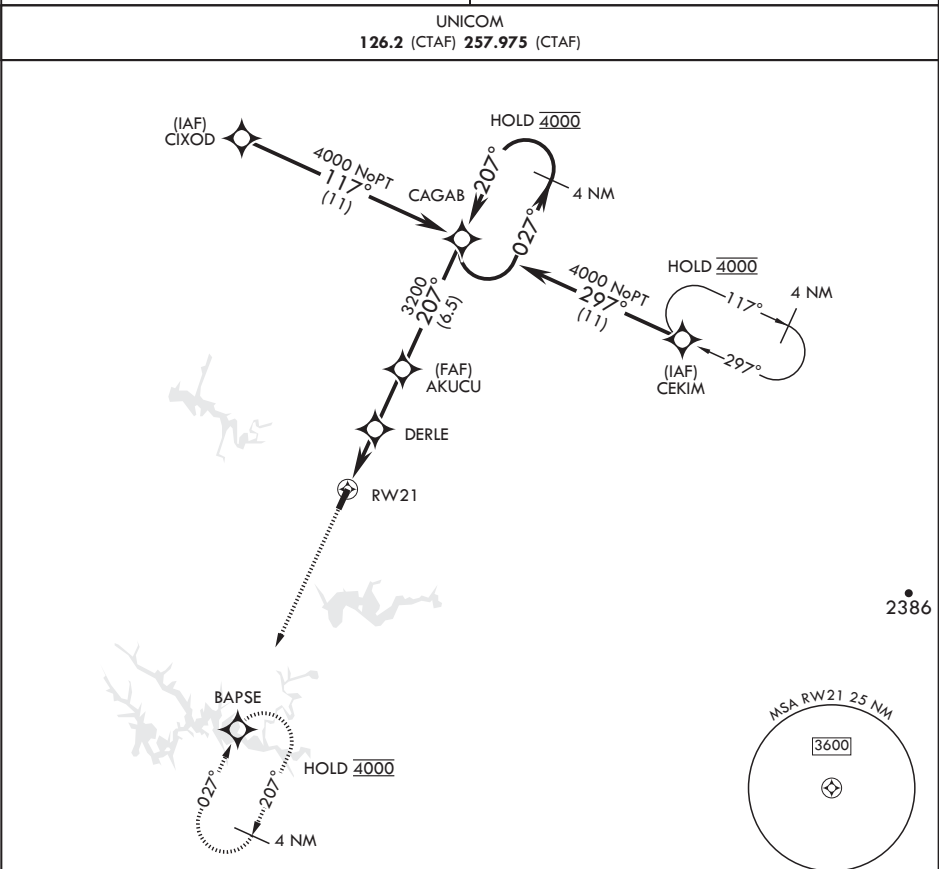 UNICOM
126.2 (CTAF) 257.975 (CTAF)
(IAF)
CIXOD
4000 NoPT
117°
(11)
CAGAB
HOLD 4000
207°
027°
4 NM
4000 NoPT
297°
(11)
HOLD 4000
117°
4 NM
297°
(IAF)
CEKIM
3200
207°
(6.5)
(FAF)
AKUCU
DERLE
RW21
2386
BAPSE
HOLD 4000
027°
207°
4 NM
MSA RW21 25 NM
3600